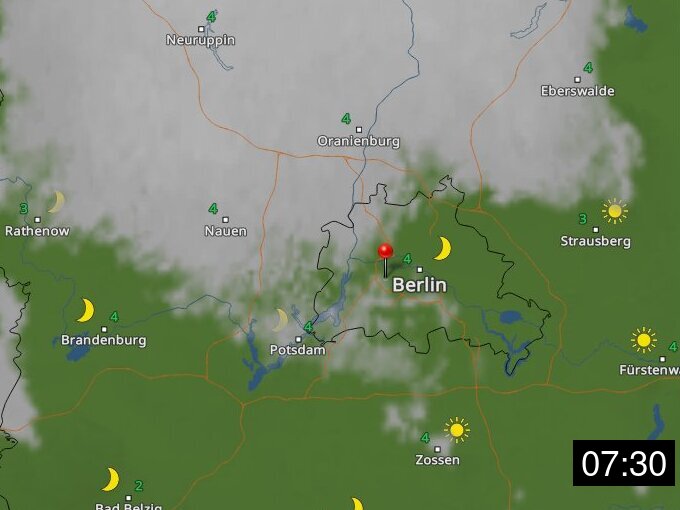 4
Neuruppin
4
Eberswalde
4
Oranienburg
3
Rathenow
4
Nauen
3
Strausberg
4
Berlin
4
Brandenburg
4
Potsdam
4
Fürstenwa
4
Zossen
07:30
2
Bad Belzig